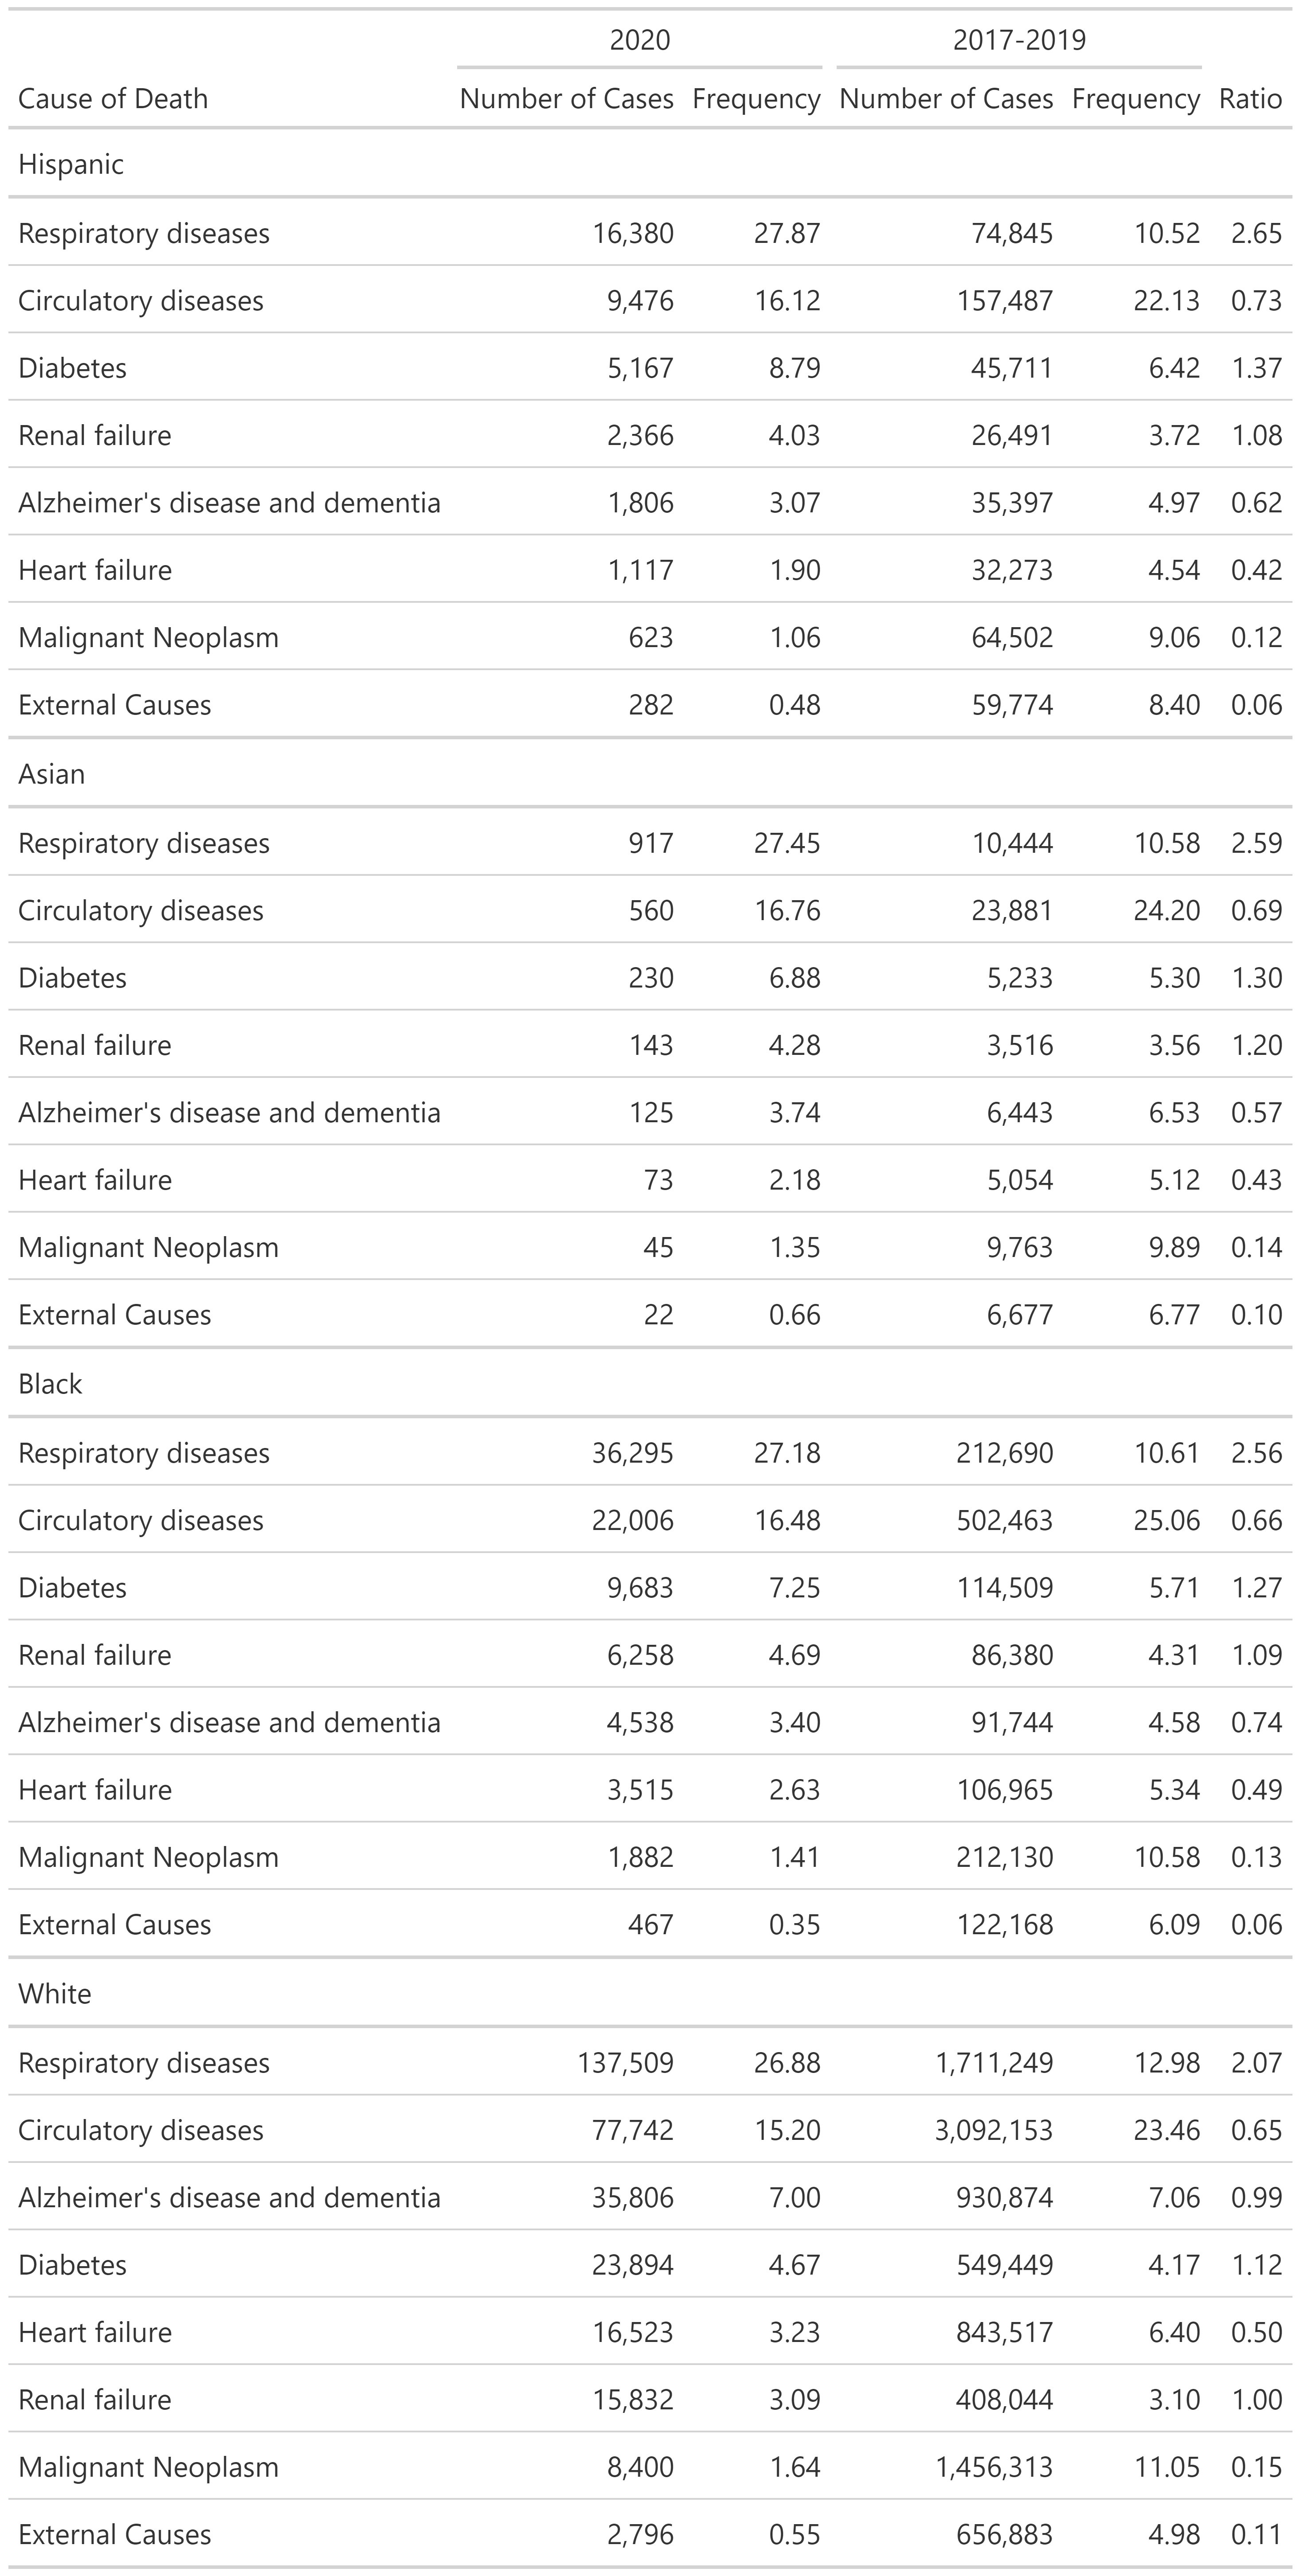 2020 2017-2019
Cause of Death Number of Cases Frequency Number of Cases Frequency Ratio
Hispanic
Respiratory diseases 16,380 27.87 74,845 10.52 2.65
Circulatory diseases 9,476 16.12 157,487 22.13 0.73
Diabetes 5,167 8.79 45,711 6.42 1.37
Renal failure 2,366 4.03 26,491 3.72 1.08
Alzheimer's disease and dementia 1,806 3.07 35,397 4.97 0.62
Heart failure 1,117 1.90 32,273 4.54 0.42
Malignant Neoplasm 623 1.06 64,502 9.06 0.12
External Causes 282 0.48 59,774 8.40 0.06
Asian
Respiratory diseases 917 27.45 10,444 10.58 2.59
Circulatory diseases 560 16.76 23,881 24.20 0.69
Diabetes 230 6.88 5,233 5.30 1.30
Renal failure 143 4.28 3,516 3.56 1.20
Alzheimer's disease and dementia 125 3.74 6,443 6.53 0.57
Heart failure 73 2.18 5,054 5.12 0.43
Malignant Neoplasm 45 1.35 9,763 9.89 0.14
External Causes 22 0.66 6,677 6.77 0.10
Black
Respiratory diseases 36,295 27.18 212,690 10.61 2.56
Circulatory diseases 22,006 16.48 502,463 25.06 0.66
Diabetes 9,683 7.25 114,509 5.71 1.27
Renal failure 6,258 4.69 86,380 4.31 1.09
Alzheimer's disease and dementia 4,538 3.40 91,744 4.58 0.74
Heart failure 3,515 2.63 106,965 5.34 0.49
Malignant Neoplasm 1,882 1.41 212,130 10.58 0.13
External Causes 467 0.35 122,168 6.09 0.06
White
Respiratory diseases 137,509 26.88 1,711,249 12.98 2.07
Circulatory diseases 77,742 15.20 3,092,153 23.46 0.65
Alzheimer's disease and dementia 35,806 7.00 930,874 7.06 0.99
Diabetes 23,894 4.67 549,449 4.17 1.12
Heart failure 16,523 3.23 843,517 6.40 0.50
Renal failure 15,832 3.09 408,044 3.10 1.00
Malignant Neoplasm 8,400 1.64 1,456,313 11.05 0.15
External Causes 2,796 0.55 656,883 4.98 0.11